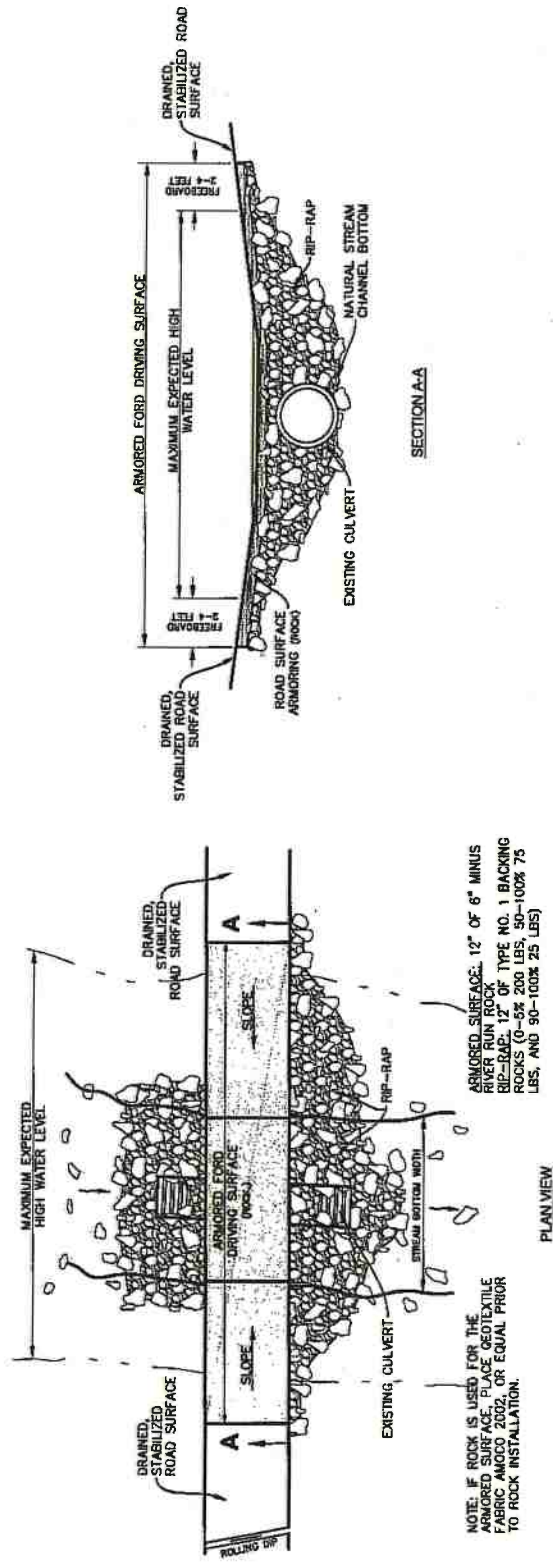 MAXIMUM EXPECTED
HIGH WATER LEVEL
DRAINED,
STABILIZED
ROAD SURFACE
DRAINED,
STABILIZED
ROAD SURFACE
A
A
ROLLING DIP
SLOPE
SLOPE
ARMORED FORD
DRIVING SURFACE
(ROCK)
RIP-RAP
EXISTING CULVERT
STREAM BOTTOM WIDTH
NOTE: IF ROCK IS USED FOR THE
ARMORED SURFACE, PLACE GEOTEXTILE
FABRIC AMOCO 2002, OR EQUAL PRIOR
TO ROCK INSTALLATION.
ARMORED SURFACE: 12" OF 6" MINUS
RIVER RUN ROCK
RIP-RAP: 12" OF TYPE NO. 1 BACKING
ROCKS (0-5% 200 LBS, 50-100% 75
LBS, AND 90-100% 25 LBS)
PLAN VIEW
ARMORED FORD DRIVING SURFACE
MAXIMUM EXPECTED HIGH
WATER LEVEL
FREEBOARD
2-4 FEET
FREEBOARD
2-4 FEET
DRAINED,
STABILIZED ROAD
SURFACE
DRAINED,
STABILIZED ROAD
SURFACE
ROAD SURFACE
ARMORING (ROCK)
RIP-RAP
NATURAL STREAM
CHANNEL BOTTOM
EXISTING CULVERT
SECTION A-A